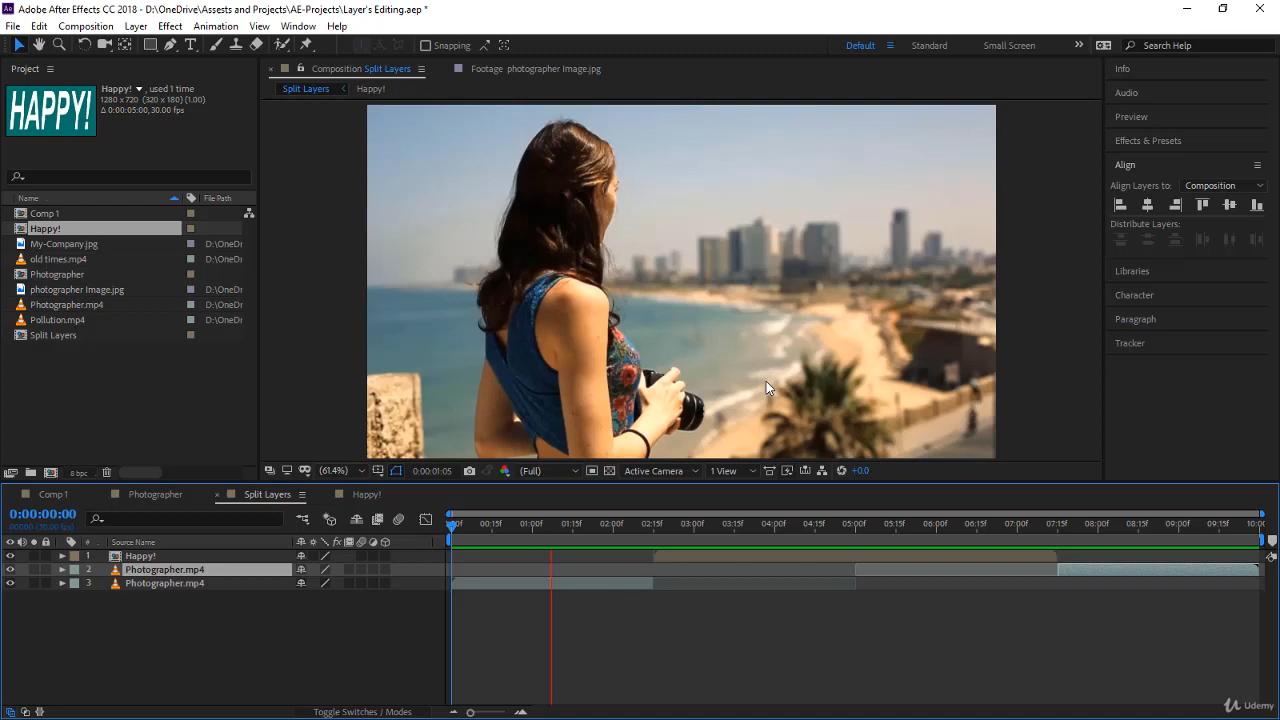 Adobe After Effects CC 2018 - D:\OneDrive\Assests and Projects\AE-Projects\Layer's Editing.aep *
File Edit Composition Layer Effect Animation View Window Help
Snapping
Default Standard Small Screen Search Help
Project
Composition Split Layers
Footage photographer Image.jpg
Info
HAPPY!
Happy! , used 1 time
1280 x 720 (320 x 180) (1.00)
Δ 0:00:05:00, 30.00 fps
Split Layers Happy!
Audio
Preview
Effects & Presets
Align
Align Layers to: Composition
Distribute Layers:
Libraries
Character
Paragraph
Tracker
Name File Path
Comp 1
Happy!
My-Company.jpg D:\OneDr
old times.mp4 D:\OneDr
Photographer
photographer Image.jpg D:\OneDr
Photographer.mp4 D:\OneDr
Pollution.mp4 D:\OneDr
Split Layers
8 bpc
(61.4%) 0:00:01:05 (Full) Active Camera 1 View +0.0
Comp 1 Photographer Split Layers Happy!
0:00:00:00
00000 (30.00 fps)
00:15f 01:00f 01:15f 02:00f 02:15f 03:00f 03:15f 04:00f 04:15f 05:00f 05:15f 06:00f 06:15f 07:00f 07:15f 08:00f 08:15f 09:00f 09:15f
# Source Name fx
1 Happy!
2 Photographer.mp4
3 Photographer.mp4
Toggle Switches / Modes
Udemy